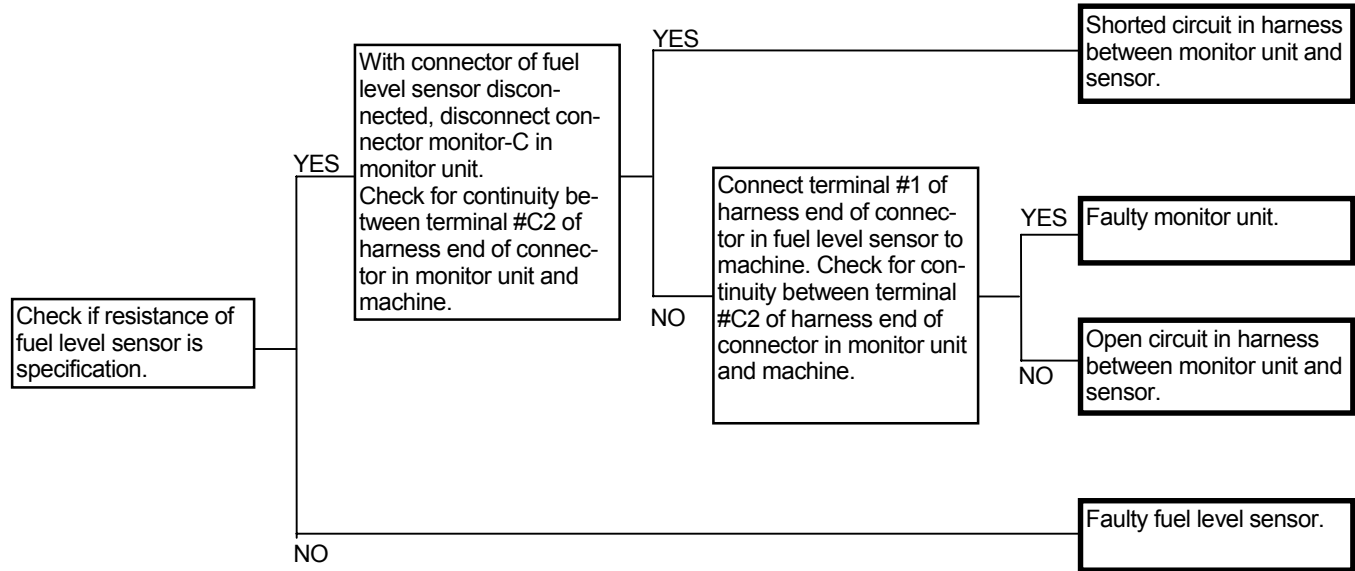 Check if resistance of
fuel level sensor is
specification.
YES
With connector of fuel
level sensor discon-
nected, disconnect con-
nector monitor-C in
monitor unit.
Check for continuity be-
tween terminal #C2 of
harness end of connec-
tor in monitor unit and
machine.
YES
Shorted circuit in harness
between monitor unit and
sensor.
NO
Connect terminal #1 of
harness end of connec-
tor in fuel level sensor to
machine. Check for con-
tinuity between terminal
#C2 of harness end of
connector in monitor unit
and machine.
YES
Faulty monitor unit.
NO
Open circuit in harness
between monitor unit and
sensor.
NO
Faulty fuel level sensor.